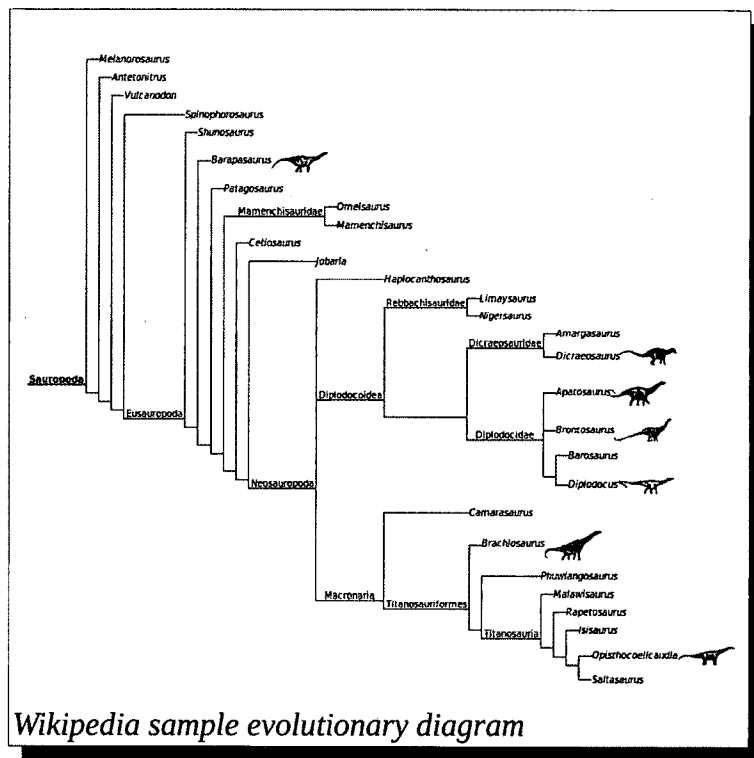 Melanorosaurus
Antetonitrus
Vulcanodon
Spinophorosaurus
Shunosaurus
Barapasaurus
Patagosaurus
Omeisaurus
Mamenchisauridae
Mamenchisaurus
Cetiosaurus
Jobaria
Haplocanthosaurus
Limaysaurus
Rebbachisauridae
Nigersaurus
Amargasaurus
Dicraeosauridae
Dicraeosaurus
Sauropoda
Apatosaurus
Diplodocoidea
Eusauropoda
Brontosaurus
Diplodocidae
Barosaurus
Diplodocus
Neosauropoda
Camarasaurus
Brachiosaurus
Phuwiangosaurus
Malawisaurus
Macronaria
Titanosauriformes
Rapetosaurus
Isisaurus
Titanosauria
Opisthocoelicaudia
Saltasaurus
Wikipedia sample evolutionary diagram